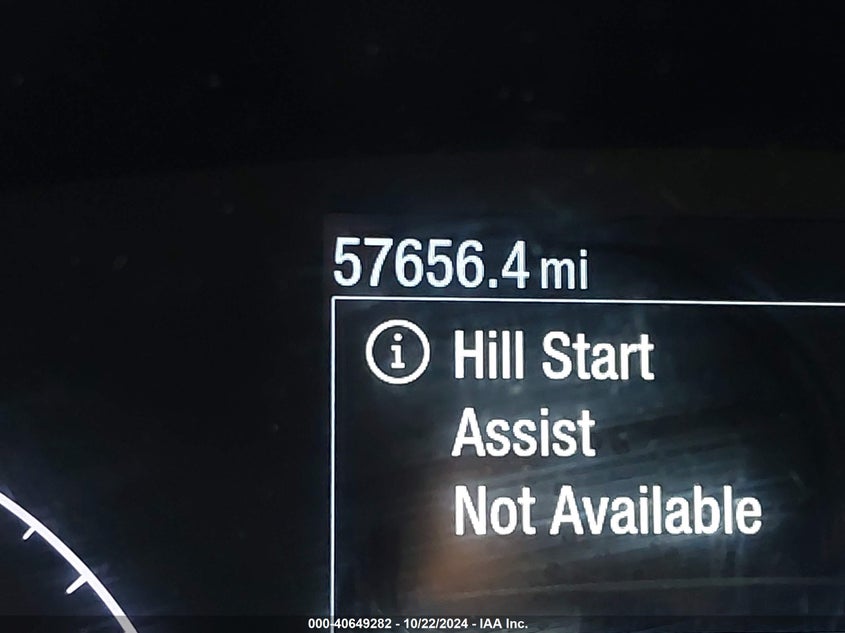 57656.4 mi
Hill Start
Assist
Not Available
000-40649282 - 10/22/2024 - IAA Inc.